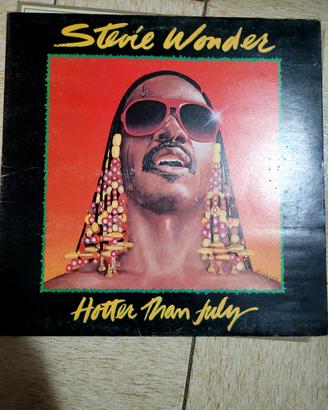 Stevie Wonder
Hotter Than July